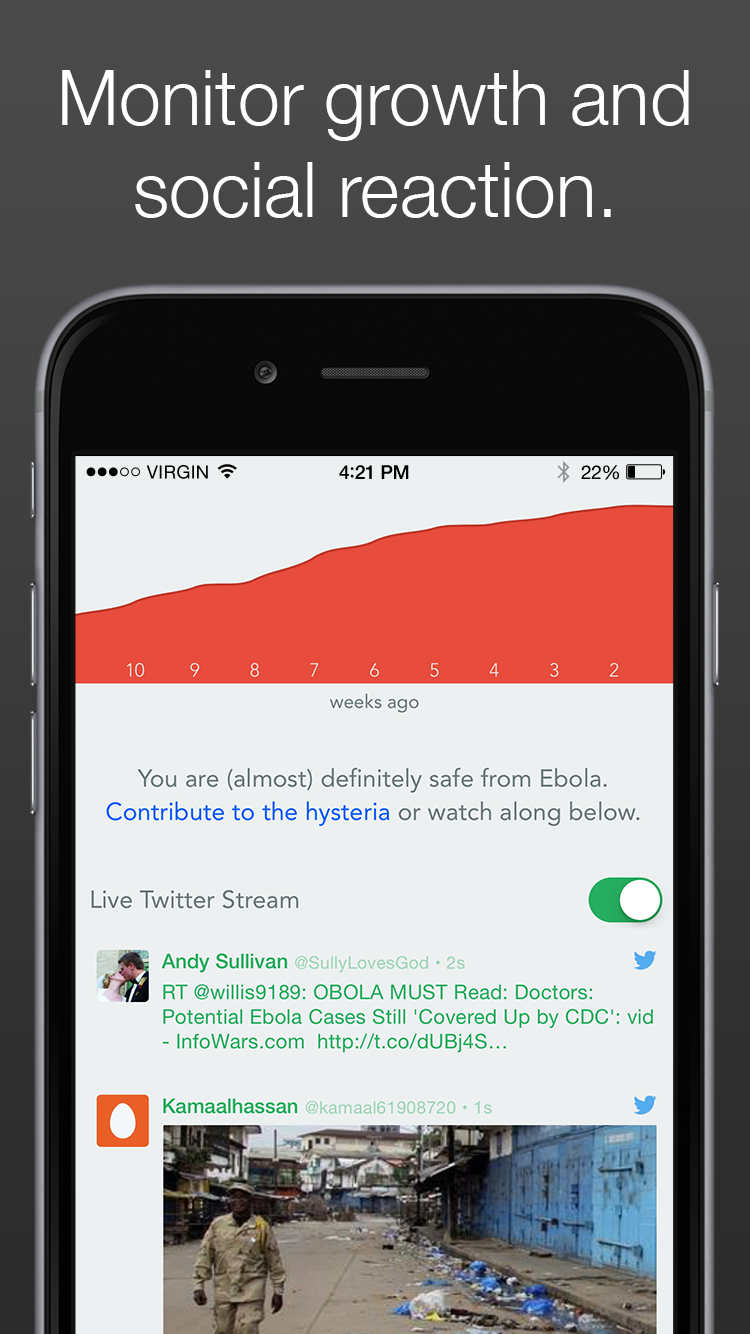 Monitor growth and
social reaction.
VIRGIN 4:21 PM 22%
10 9 8 7 6 5 4 3 2
weeks ago
You are (almost) definitely safe from Ebola.
Contribute to the hysteria or watch along below.
Live Twitter Stream
Andy Sullivan @SullyLovesGod • 2s
RT @willis9189: OBOLA MUST Read: Doctors:
Potential Ebola Cases Still 'Covered Up by CDC': vid
- InfoWars.com http://t.co/dUBj4S...
Kamaalhassan @kamaal61908720 • 1s